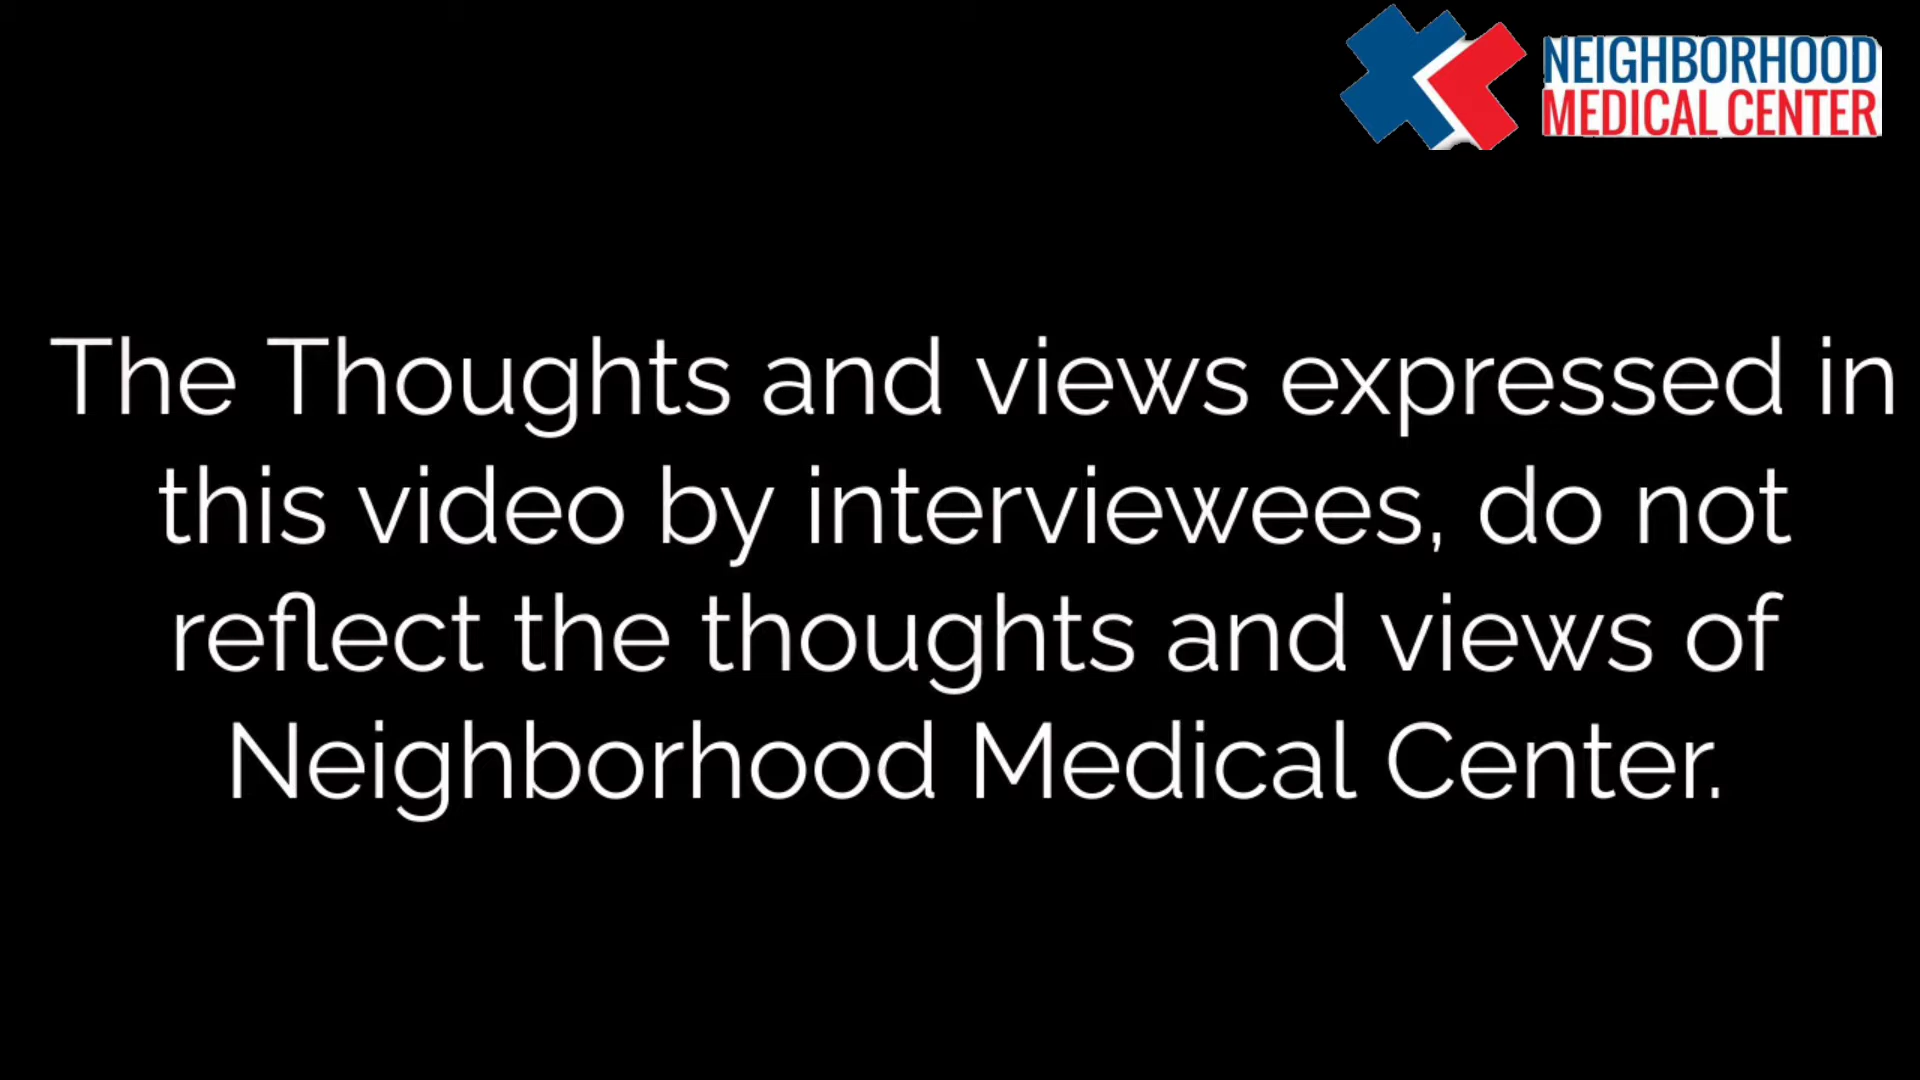 NEIGHBORHOOD
MEDICAL CENTER
The Thoughts and views expressed in
this video by interviewees, do not
reflect the thoughts and views of
Neighborhood Medical Center.